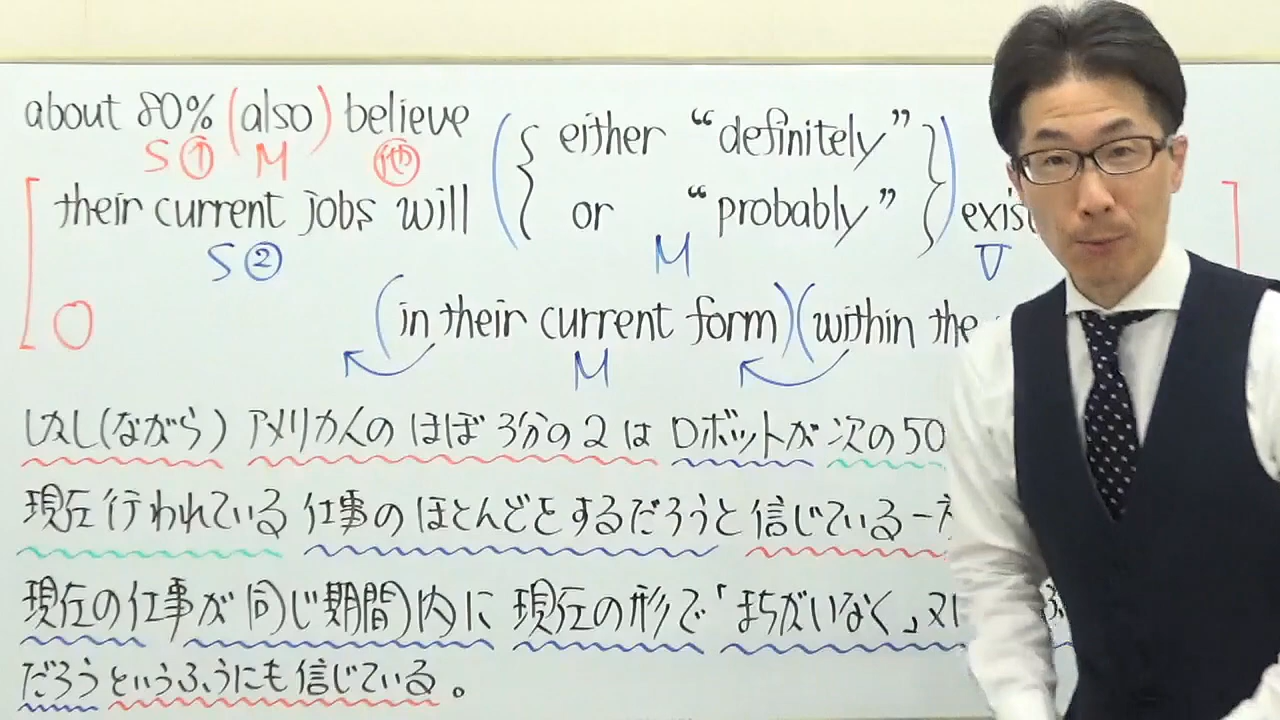 about 80% (also) believe ({ either “definitely”
S① M Ⓥt❓
their current jobs will or “probably” }) exist
S② M V
O (in their current form)(within the
M
しかし(ながら) アメリカ人の ほぼ 3分の2 は ロボットが 次の50
現在 行われている 仕事の ほとんどをするだろうと 信じている一方
現在の仕事が 同じ期間内に 現在の形で「まちがいなく」又は
だろう というふうにも 信じている。